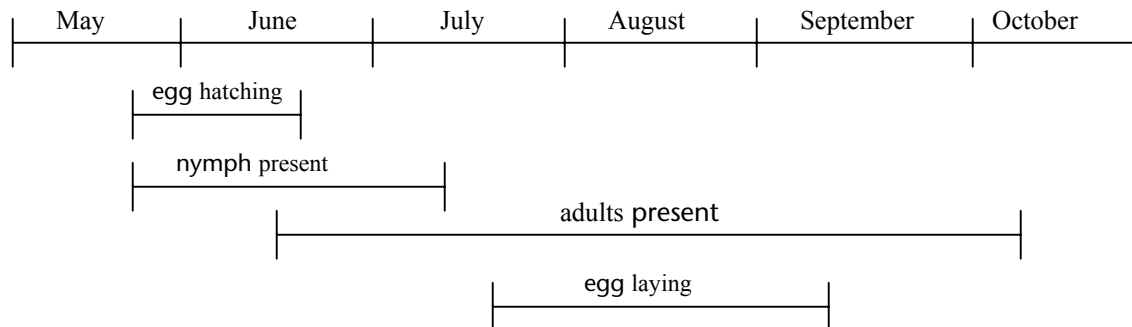 May June July August September October
egg hatching
nymph present
adults present
egg laying